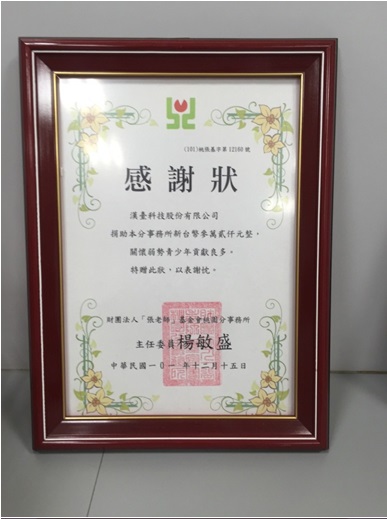 (101)桃張基字第12108號
感謝狀
漢臺科技股份有限公司
捐助本分事務所新台幣參萬貳仟元整,
關懷弱勢青少年貢獻良多。
特贈此狀,以表謝忱。
財團法人「張老師」基金會桃園分事務所
主任委員楊敏盛
中華民國一〇一年十二月十五日